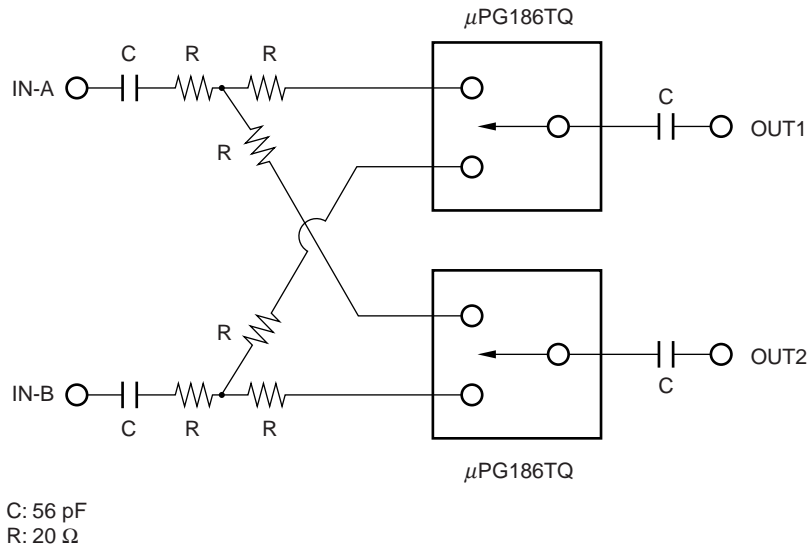 μPG186TQ
C
R
R
C
IN-A
OUT1
R
R
OUT2
IN-B
C
C
R
R
μPG186TQ
C: 56 pF
R: 20 Ω